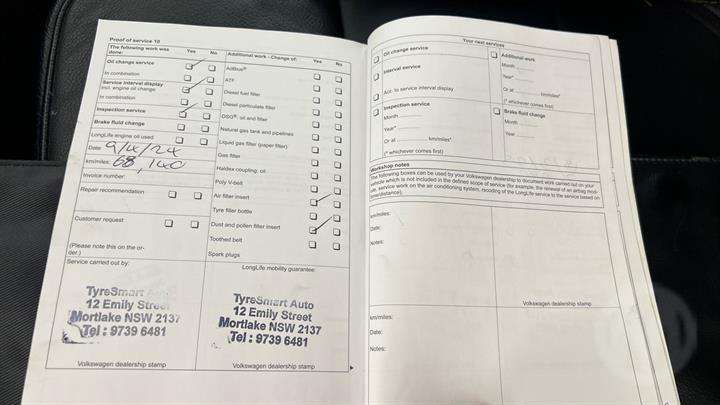 Proof of service 10
The following work was done:
Yes
No
Oil change service
In combination
Service interval display
incl. engine oil change
In combination
Inspection service
Brake fluid change
LongLife engine oil used
Date: 9/4/24
km/miles: 68,140
Invoice number:
Repair recommendation
Customer request
(Please note this on the or-
der.)
Additional work - Change of:
Yes
No
AdBlue®
ATF
Diesel fuel filter
Diesel particulate filter
DSG®: oil and filter
Natural gas tank and pipelines
Liquid gas filter (paper filter)
Gas filter
Haldex coupling: oil
Poly V-belt
Air filter insert
Tyre filler bottle
Dust and pollen filter insert
Toothed belt
Spark plugs
Service carried out by:
TyreSmart Auto
12 Emily Street
Mortlake NSW 2137
Tel : 9739 6481
Volkswagen dealership stamp
LongLife mobility guarantee:
TyreSmart Auto
12 Emily Street
Mortlake NSW 2137
Tel : 9739 6481
Volkswagen dealership stamp
Your next services
Oil change service
Interval service
Acc. to service interval display
Inspection service
Month
Year*
Or at km/miles*
(* whichever comes first)
Additional work
Month
Year*
Or at km/miles*
(* whichever comes first)
Brake fluid change
Month
Year
Workshop notes
The following boxes can be used by your Volkswagen dealership to document work carried out on your
vehicle which is not included in the defined scope of service (for example, the renewal of an airbag mod-
ule, service work on the air conditioning system, recoding of the LongLife service to the service based on
time/distance).
km/miles:
Date:
Notes:
Volkswagen dealership stamp
km/miles:
Date:
Notes: